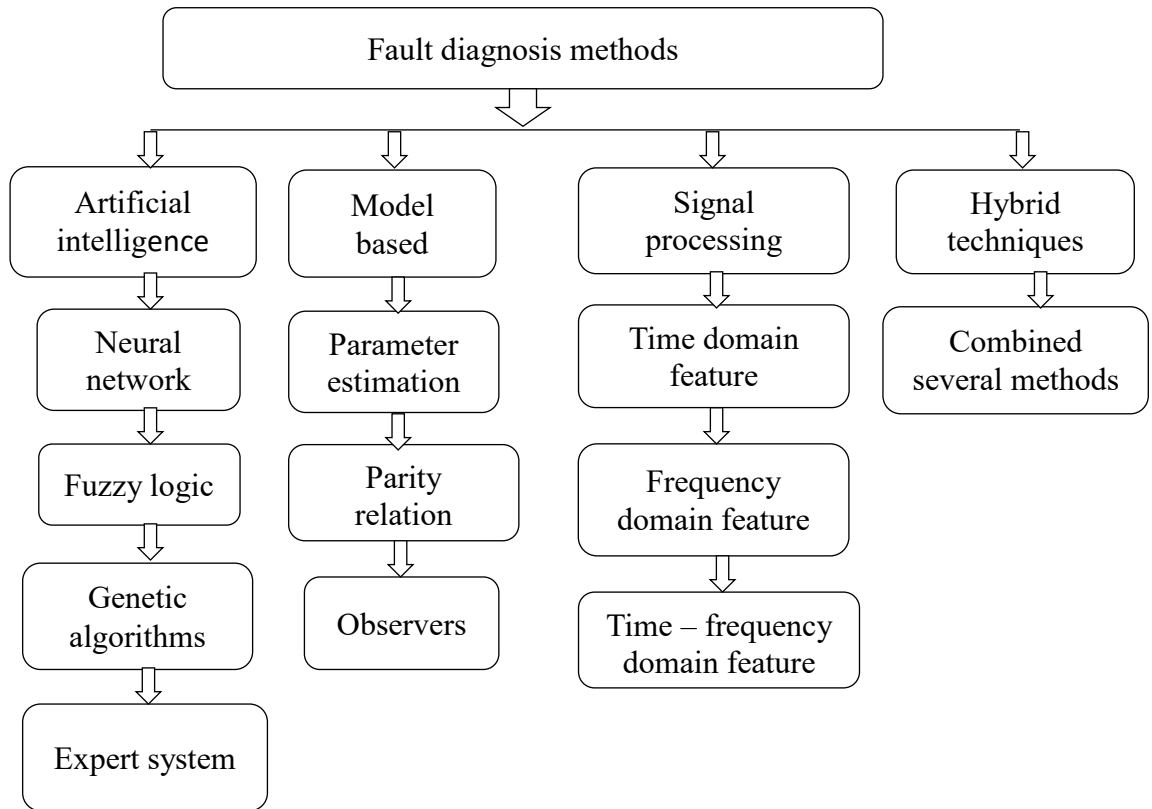 Fault diagnosis methods
Artificial
intelligence
Neural
network
Fuzzy logic
Genetic
algorithms
Expert system
Model
based
Parameter
estimation
Parity
relation
Observers
Signal
processing
Time domain
feature
Frequency
domain feature
Time – frequency
domain feature
Hybrid
techniques
Combined
several methods